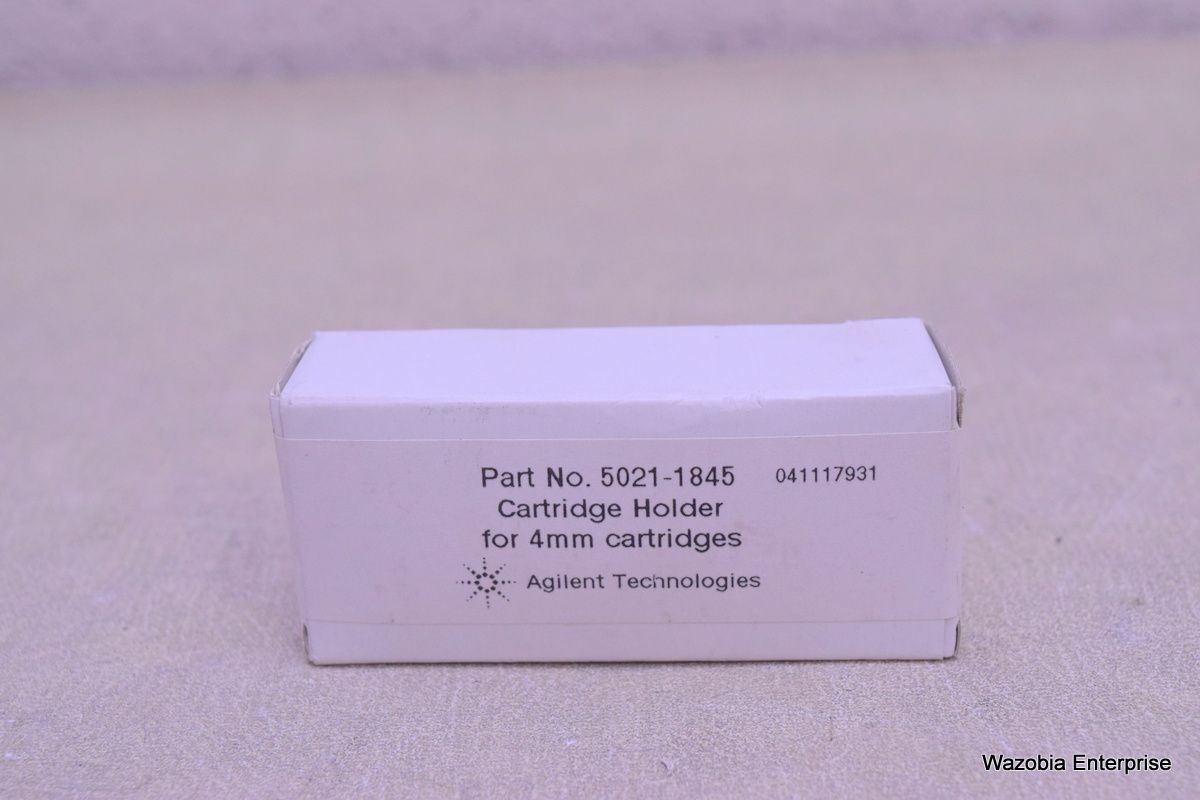 Part No. 5021-1845 041117931
Cartridge Holder
for 4mm cartridges
Agilent Technologies
Wazobia Enterprise